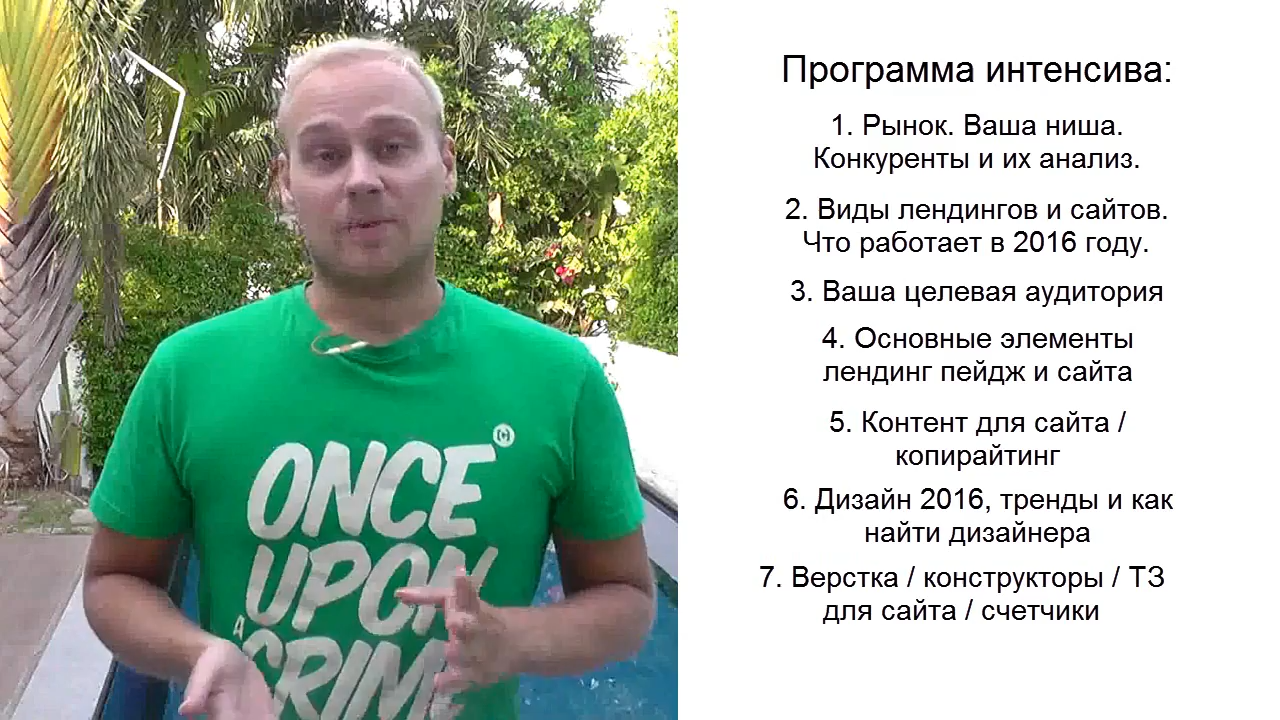 ONCE
UPON
A
CRIME
Программа интенсива:
1. Рынок. Ваша ниша.
Конкуренты и их анализ.
2. Виды лендингов и сайтов.
Что работает в 2016 году.
3. Ваша целевая аудитория
4. Основные элементы
лендинг пейдж и сайта
5. Контент для сайта /
копирайтинг
6. Дизайн 2016, тренды и как
найти дизайнера
7. Верстка / конструкторы / ТЗ
для сайта / счетчики